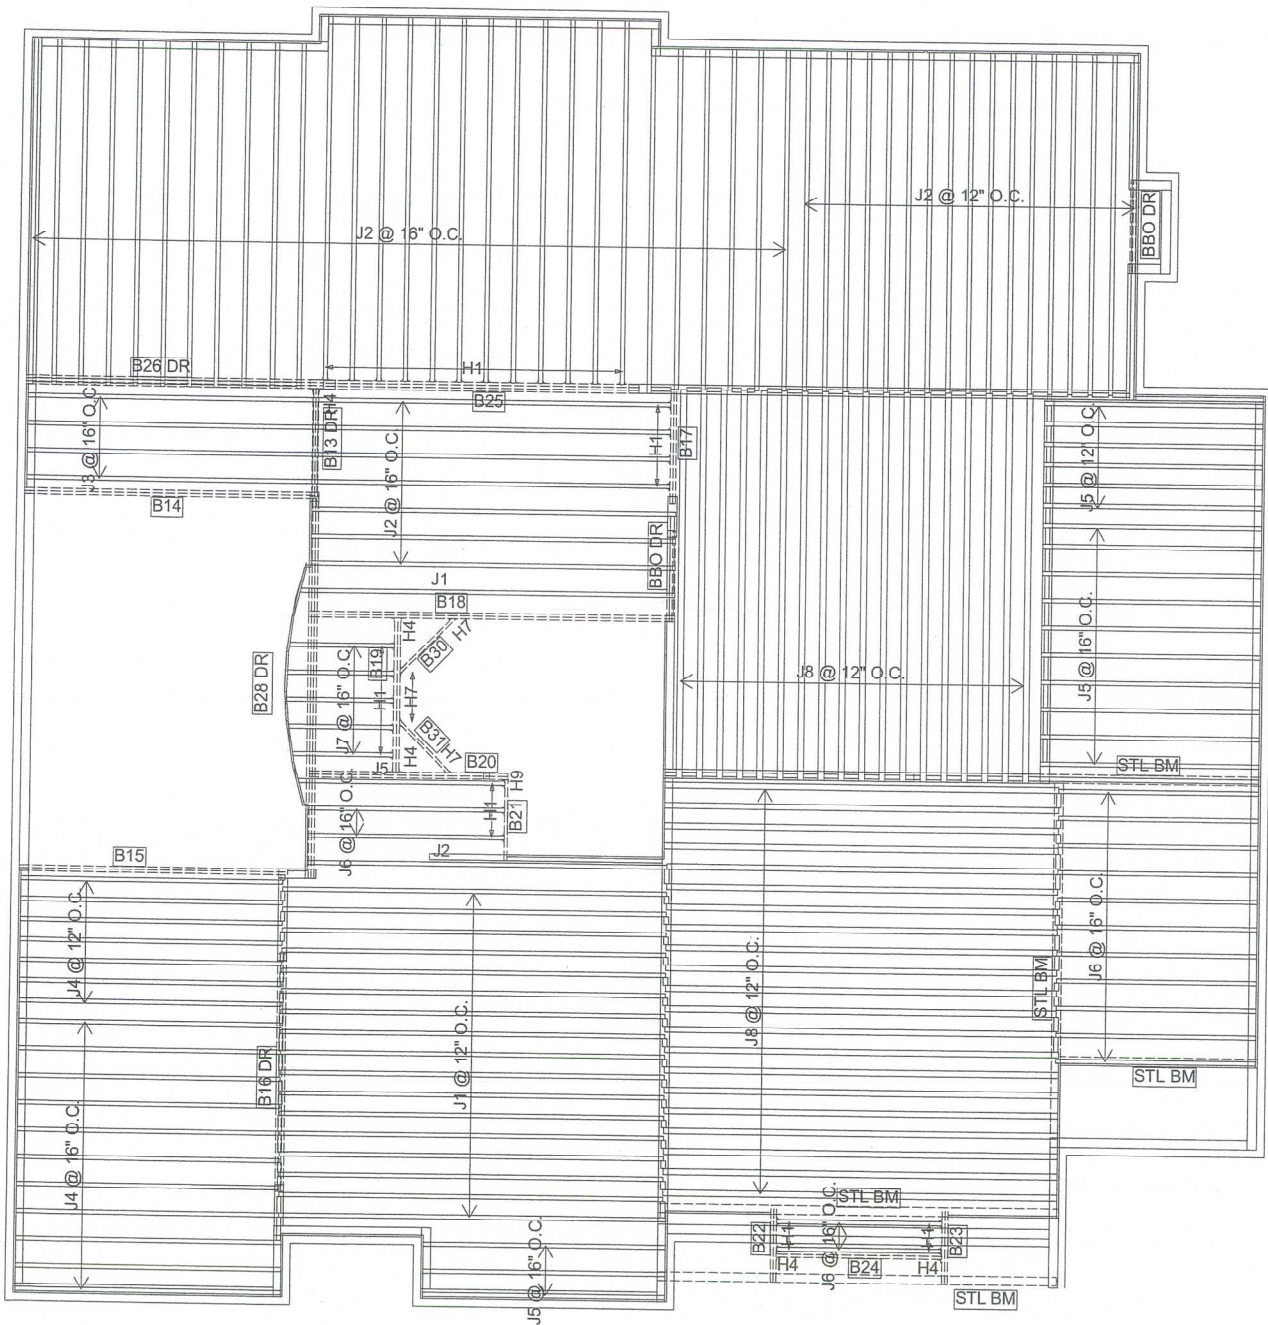 J2 @ 12" O.C.
BBO DR
J2 @ 16" O.C.
B26 DR
H1
B25
J3 @ 16" O.C.
H4
B13 DR
J2 @ 16" O.C.
H1
B17
J5 @ 12" O.C.
B14
BBO DR
J5 @ 16" O.C.
J1
B18
H4
H7
B30
B19
B28 DR
J7 @ 16" O.C.
H1
H7
J8 @ 12" O.C.
B31
H7
H4
J5
B20
H9
STL BM
J6 @ 16" O.C.
H1
B21
J2
B15
J4 @ 12" O.C.
J1 @ 12" O.C.
J8 @ 12" O.C.
STL BM
J6 @ 16" O.C.
B16 DR
J4 @ 16" O.C.
STL BM
STL BM
B22
H1
J6 @ 16" O.C.
H1
B23
H4
B24
H4
J5 @ 16" O.C.
STL BM